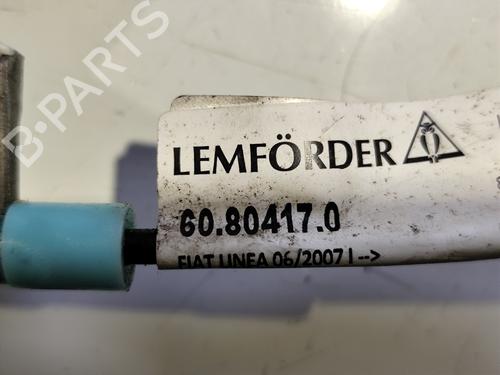 B-PARTS
LEMFÖRDER
60.80417.0
FIAT LINEA 06/2007 | -->